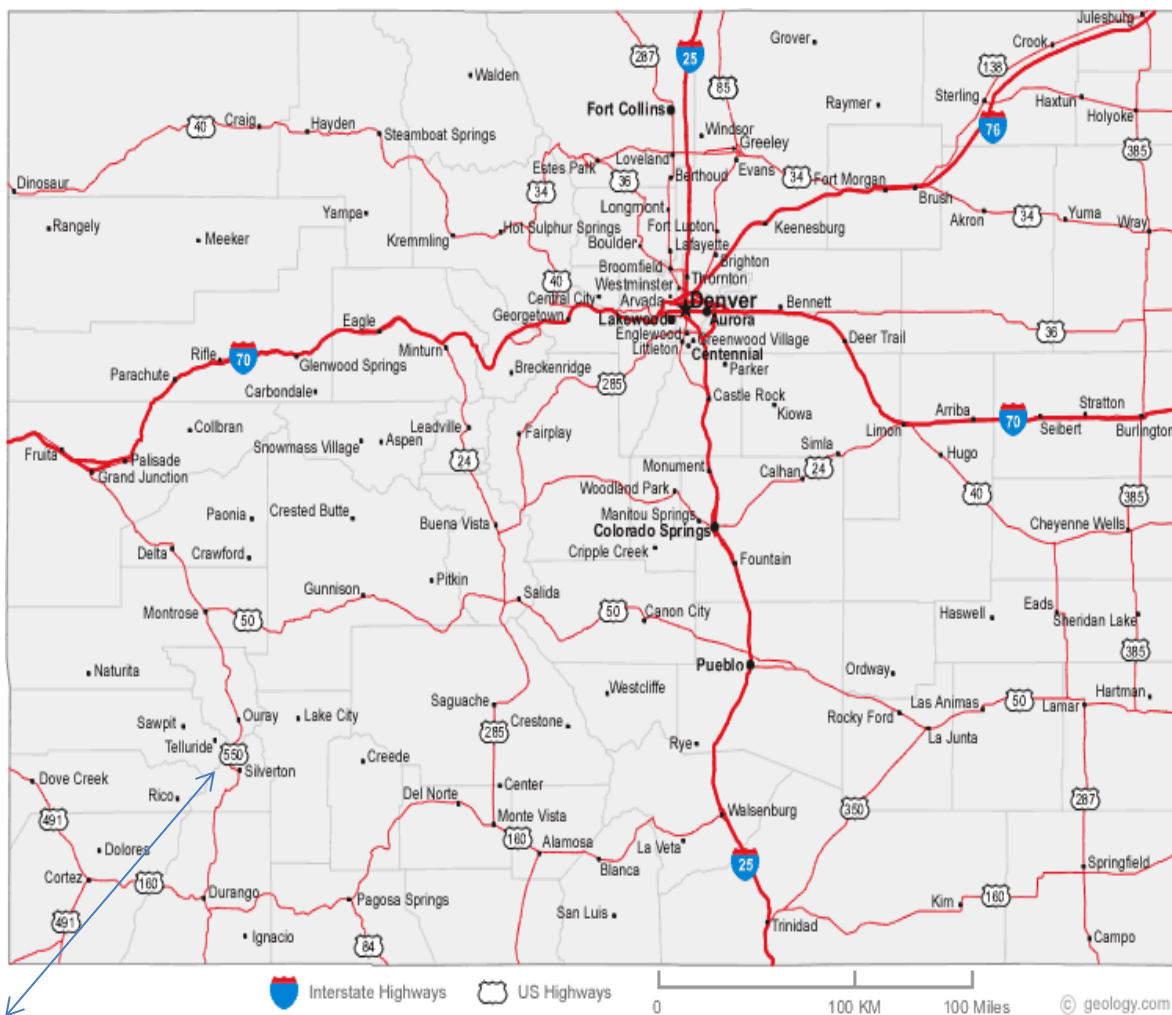 Julesburg
Grover
Crook
287
25
138
Walden
85
Sterling
Haxtun
Raymer
Fort Collins
Holyoke
Craig
Hayden
40
Steamboat Springs
Windsor
76
Greeley
385
Estes Park
Loveland
Evans
36
Berthoud
34
Fort Morgan
Dinosaur
34
Brush
Yampa
Longmont
Akron
34
Yuma
Wray
Rangely
Meeker
Kremmling
Hot Sulphur Springs
Fort Lupton
Keenesburg
Boulder
Lafayette
Broomfield
Brighton
40
Westminster
Thornton
Central City
Arvada
Denver
Bennett
Georgetown
Lakewood
Aurora
Eagle
Englewood
Greenwood Village
36
Minturn
Littleton
Centennial
Deer Trail
Rifle
70
Glenwood Springs
Breckenridge
285
Parker
Parachute
Carbondale
Castle Rock
Kiowa
Arriba
70
Stratton
Collbran
Leadville
Fairplay
Limon
Seibert
Burlington
Fruita
Palisade
Snowmass Village
Aspen
24
Simla
Hugo
Grand Junction
Monument
Calhan
24
Woodland Park
40
385
Paonia
Crested Butte
Buena Vista
Manitou Springs
Colorado Springs
Cheyenne Wells
Delta
Crawford
Cripple Creek
Fountain
Pitkin
Gunnison
Salida
Montrose
50
50
Canon City
Haswell
Eads
Sheridan Lake
385
Naturita
Pueblo
Ordway
Westcliffe
Hartman
Saguache
Las Animas
50
Lamar
Sawpit
Ouray
Lake City
Crestone
Rocky Ford
Telluride
285
Rye
La Junta
550
Creede
Silverton
Dove Creek
Center
Rico
Del Norte
287
491
Monte Vista
Walsenburg
350
160
Dolores
Alamosa
La Veta
Blanca
25
Springfield
Cortez
160
Durango
Pagosa Springs
Kim
160
San Luis
491
Trinidad
Ignacio
84
Campo
Interstate Highways
US Highways
0
100 KM
100 Miles
© geology.com